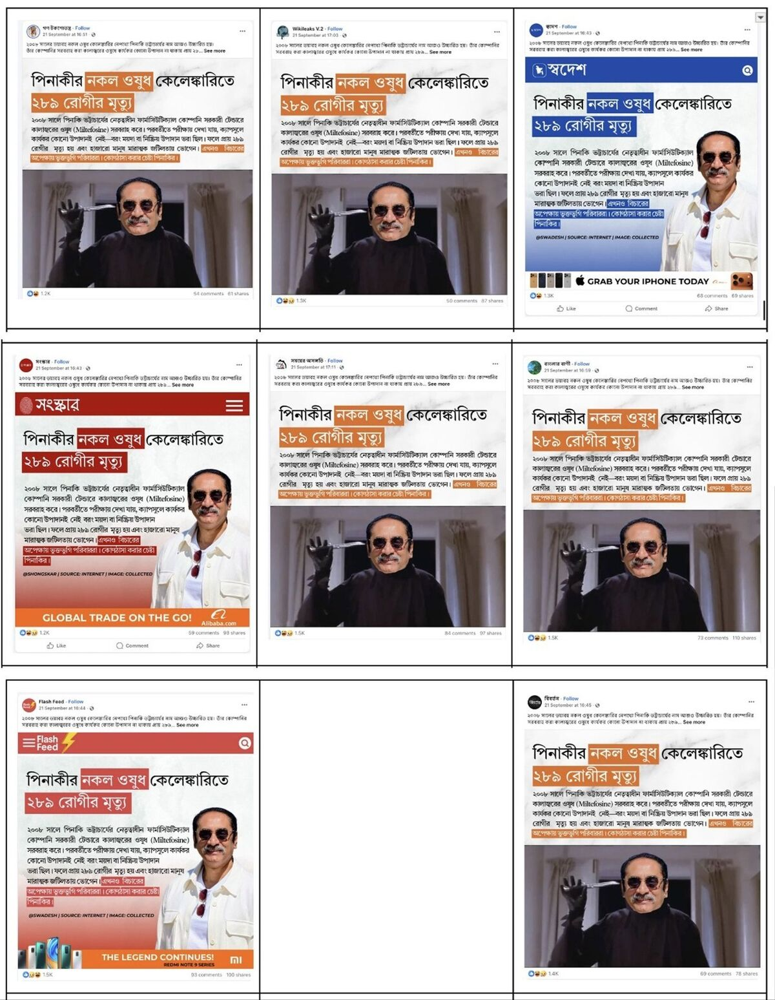 গণ টকশোতন্ত্র · Follow
21 September at 16:51 ·
২০০৮ সালের ভয়াবহ নকল ওষুধ কেলেঙ্কারির নেপথ্যে পিনাকি ভট্টাচার্যের নাম আজও উচ্চারিত হয়।
তাঁর কোম্পানির সরবরাহ করা কালাজ্বরের ওষুধে কার্যকর কোনো উপাদান না থাকায় প্রায় ২৮... See more
পিনাকীর নকল ওষুধ কেলেঙ্কারিতে
২৮৯ রোগীর মৃত্যু
২০০৮ সালে পিনাকি ভট্টাচার্যের নেতৃত্বাধীন ফার্মাসিউটিক্যাল কোম্পানি সরকারী টেন্ডারে
কালাজ্বরের ওষুধ (Miltefosine) সরবরাহ করে। পরবর্তীতে পরীক্ষায় দেখা যায়, ক্যাপসুলে
কার্যকর কোনো উপাদানই নেই—বরং ময়দা বা নিষ্ক্রিয় উপাদান ভরা ছিল। ফলে প্রায় ২৮৯
রোগীর মৃত্যু হয় এবং হাজারো মানুষ মারাত্মক জটিলতায় ভোগেন। এখনও বিচারের
অপেক্ষায় ভুক্তভুগি পরিবাররা। কোণঠাসা করার চেষ্টা পিনাকির।
1.2K
54 comments 61 shares
Wikileaks V.2 · Follow
21 September at 17:03 ·
২০০৮ সালের ভয়াবহ নকল ওষুধ কেলেঙ্কারির নেপথ্যে পিনাকি ভট্টাচার্যের নাম আজও উচ্চারিত হয়। তাঁর কোম্পানির
সরবরাহ করা কালাজ্বরের ওষুধে কার্যকর কোনো উপাদান না থাকায় প্রায় ২৮৯... See more
পিনাকীর নকল ওষুধ কেলেঙ্কারিতে
২৮৯ রোগীর মৃত্যু
২০০৮ সালে পিনাকি ভট্টাচার্যের নেতৃত্বাধীন ফার্মাসিউটিক্যাল কোম্পানি সরকারী টেন্ডারে
কালাজ্বরের ওষুধ (Miltefosine) সরবরাহ করে। পরবর্তীতে পরীক্ষায় দেখা যায়, ক্যাপসুলে
কার্যকর কোনো উপাদানই নেই—বরং ময়দা বা নিষ্ক্রিয় উপাদান ভরা ছিল। ফলে প্রায় ২৮৯
রোগীর মৃত্যু হয় এবং হাজারো মানুষ মারাত্মক জটিলতায় ভোগেন। এখনও বিচারের
অপেক্ষায় ভুক্তভুগি পরিবাররা। কোণঠাসা করার চেষ্টা পিনাকির।
1.3K
50 comments 87 shares
স্বদেশ · Follow
21 September at 16:43 ·
২০০৮ সালের ভয়াবহ নকল ওষুধ কেলেঙ্কারির নেপথ্যে পিনাকি ভট্টাচার্যের নাম আজও উচ্চারিত হয়। তাঁর কোম্পানির
সরবরাহ করা কালাজ্বরের ওষুধে কার্যকর কোনো উপাদান না থাকায় প্রায় ২৮৯... See more
স্বদেশ
পিনাকীর নকল ওষুধ কেলেঙ্কারিতে
২৮৯ রোগীর মৃত্যু
২০০৮ সালে পিনাকি ভট্টাচার্যের নেতৃত্বাধীন ফার্মাসিউটিক্যাল
কোম্পানি সরকারী টেন্ডারে কালাজ্বরের ওষুধ (Miltefosine)
সরবরাহ করে। পরবর্তীতে পরীক্ষায় দেখা যায়, ক্যাপসুলে কার্যকর
কোনো উপাদানই নেই বরং ময়দা বা নিষ্ক্রিয় উপাদান
ভরা ছিল। ফলে প্রায় ২৮৯ রোগীর মৃত্যু হয় এবং হাজারো মানুষ
মারাত্মক জটিলতায় ভোগেন। এখনও বিচারের
অপেক্ষায় ভুক্তভুগি পরিবাররা। কোণঠাসা করার চেষ্টা
পিনাকির।
@SWADESH | SOURCE: INTERNET | IMAGE: COLLECTED
GRAB YOUR IPHONE TODAY
1.3K
68 comments 69 shares
Like Comment Share
সংস্কার · Follow
21 September at 16:43 ·
২০০৮ সালের ভয়াবহ নকল ওষুধ কেলেঙ্কারির নেপথ্যে পিনাকি ভট্টাচার্যের নাম আজও উচ্চারিত হয়। তাঁর কোম্পানির
সরবরাহ করা কালাজ্বরের ওষুধে কার্যকর কোনো উপাদান না থাকায় প্রায় ২৮৯... See more
সংস্কার
পিনাকীর নকল ওষুধ কেলেঙ্কারিতে
২৮৯ রোগীর মৃত্যু
২০০৮ সালে পিনাকি ভট্টাচার্যের নেতৃত্বাধীন ফার্মাসিউটিক্যাল
কোম্পানি সরকারী টেন্ডারে কালাজ্বরের ওষুধ (Miltefosine)
সরবরাহ করে। পরবর্তীতে পরীক্ষায় দেখা যায়, ক্যাপসুলে কার্যকর
কোনো উপাদানই নেই বরং ময়দা বা নিষ্ক্রিয় উপাদান
ভরা ছিল। ফলে প্রায় ২৮৯ রোগীর মৃত্যু হয় এবং হাজারো মানুষ
মারাত্মক জটিলতায় ভোগেন। এখনও বিচারের
অপেক্ষায় ভুক্তভুগি পরিবাররা। কোণঠাসা করার চেষ্টা
পিনাকির।
@SHONGSKAR | SOURCE: INTERNET | IMAGE: COLLECTED
GLOBAL TRADE ON THE GO!
Alibaba.com
1.2K
59 comments 98 shares
Like Comment Share
সময়ের অসঙ্গতি · Follow
21 September at 17:11 ·
২০০৮ সালের ভয়াবহ নকল ওষুধ কেলেঙ্কারির নেপথ্যে পিনাকি ভট্টাচার্যের নাম আজও উচ্চারিত হয়। তাঁর কোম্পানির
সরবরাহ করা কালাজ্বরের ওষুধে কার্যকর কোনো উপাদান না থাকায় প্রায় ২৮৯... See more
পিনাকীর নকল ওষুধ কেলেঙ্কারিতে
২৮৯ রোগীর মৃত্যু
২০০৮ সালে পিনাকি ভট্টাচার্যের নেতৃত্বাধীন ফার্মাসিউটিক্যাল কোম্পানি সরকারী টেন্ডারে
কালাজ্বরের ওষুধ (Miltefosine) সরবরাহ করে। পরবর্তীতে পরীক্ষায় দেখা যায়, ক্যাপসুলে
কার্যকর কোনো উপাদানই নেই—বরং ময়দা বা নিষ্ক্রিয় উপাদান ভরা ছিল। ফলে প্রায় ২৮৯
রোগীর মৃত্যু হয় এবং হাজারো মানুষ মারাত্মক জটিলতায় ভোগেন। এখনও বিচারের
অপেক্ষায় ভুক্তভুগি পরিবাররা। কোণঠাসা করার চেষ্টা পিনাকির।
1.5K
84 comments 97 shares
বাংলার বাণী · Follow
21 September at 16:59 ·
২০০৮ সালের ভয়াবহ নকল ওষুধ কেলেঙ্কারির নেপথ্যে পিনাকি ভট্টাচার্যের নাম আজও উচ্চারিত হয়। তাঁর কোম্পানির
সরবরাহ করা কালাজ্বরের ওষুধে কার্যকর কোনো উপাদান না থাকায় প্রায় ২৮৯... See more
পিনাকীর নকল ওষুধ কেলেঙ্কারিতে
২৮৯ রোগীর মৃত্যু
২০০৮ সালে পিনাকি ভট্টাচার্যের নেতৃত্বাধীন ফার্মাসিউটিক্যাল কোম্পানি সরকারী টেন্ডারে
কালাজ্বরের ওষুধ (Miltefosine) সরবরাহ করে। পরবর্তীতে পরীক্ষায় দেখা যায়, ক্যাপসুলে
কার্যকর কোনো উপাদানই নেই—বরং ময়দা বা নিষ্ক্রিয় উপাদান ভরা ছিল। ফলে প্রায় ২৮৯
রোগীর মৃত্যু হয় এবং হাজারো মানুষ মারাত্মক জটিলতায় ভোগেন। এখনও বিচারের
অপেক্ষায় ভুক্তভুগি পরিবাররা। কোণঠাসা করার চেষ্টা পিনাকির।
1.5K
73 comments 110 shares
Flash Feed · Follow
21 September at 16:44 ·
২০০৮ সালের ভয়াবহ নকল ওষুধ কেলেঙ্কারির নেপথ্যে পিনাকি ভট্টাচার্যের নাম আজও উচ্চারিত হয়। তাঁর কোম্পানির
সরবরাহ করা কালাজ্বরের ওষুধে কার্যকর কোনো উপাদান না থাকায় প্রায় ২৮৯... See more
Flash
Feed
পিনাকীর নকল ওষুধ কেলেঙ্কারিতে
২৮৯ রোগীর মৃত্যু
২০০৮ সালে পিনাকি ভট্টাচার্যের নেতৃত্বাধীন ফার্মাসিউটিক্যাল
কোম্পানি সরকারী টেন্ডারে কালাজ্বরের ওষুধ (Miltefosine)
সরবরাহ করে। পরবর্তীতে পরীক্ষায় দেখা যায়, ক্যাপসুলে কার্যকর
কোনো উপাদানই নেই বরং ময়দা বা নিষ্ক্রিয় উপাদান
ভরা ছিল। ফলে প্রায় ২৮৯ রোগীর মৃত্যু হয় এবং হাজারো মানুষ
মারাত্মক জটিলতায় ভোগেন। এখনও বিচারের
অপেক্ষায় ভুক্তভুগি পরিবাররা। কোণঠাসা করার চেষ্টা
পিনাকির।
@SWADESH | SOURCE: INTERNET | IMAGE: COLLECTED
THE LEGEND CONTINUES!
REDMI NOTE 9 SERIES
MI
1.5K
93 comments 100 shares
বিবর্তন · Follow
21 September at 16:45 ·
২০০৮ সালের ভয়াবহ নকল ওষুধ কেলেঙ্কারির নেপথ্যে পিনাকি ভট্টাচার্যের নাম আজও উচ্চারিত হয়। তাঁর কোম্পানির
সরবরাহ করা কালাজ্বরের ওষুধে কার্যকর কোনো উপাদান না থাকায় প্রায় ২৮৯... See more
পিনাকীর নকল ওষুধ কেলেঙ্কারিতে
২৮৯ রোগীর মৃত্যু
২০০৮ সালে পিনাকি ভট্টাচার্যের নেতৃত্বাধীন ফার্মাসিউটিক্যাল কোম্পানি সরকারী টেন্ডারে
কালাজ্বরের ওষুধ (Miltefosine) সরবরাহ করে। পরবর্তীতে পরীক্ষায় দেখা যায়, ক্যাপসুলে
কার্যকর কোনো উপাদানই নেই—বরং ময়দা বা নিষ্ক্রিয় উপাদান ভরা ছিল। ফলে প্রায় ২৮৯
রোগীর মৃত্যু হয় এবং হাজারো মানুষ মারাত্মক জটিলতায় ভোগেন। এখনও বিচারের
অপেক্ষায় ভুক্তভুগি পরিবাররা। কোণঠাসা করার চেষ্টা পিনাকির।
1.4K
69 comments 78 shares